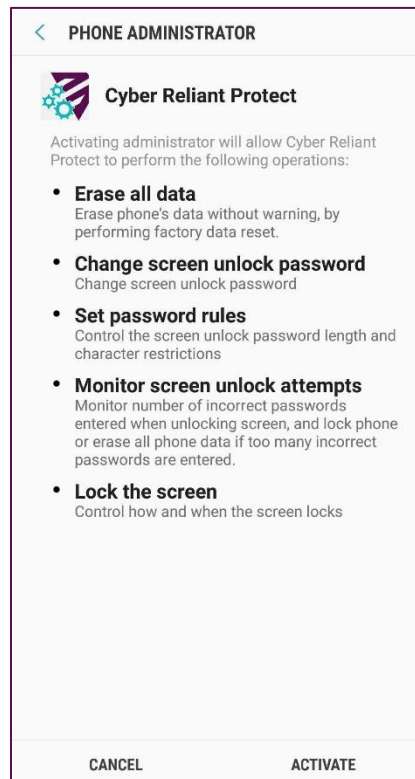 PHONE ADMINISTRATOR
Cyber Reliant Protect
Activating administrator will allow Cyber Reliant
Protect to perform the following operations:
• Erase all data
Erase phone's data without warning, by
performing factory data reset.
• Change screen unlock password
Change screen unlock password
• Set password rules
Control the screen unlock password length and
character restrictions
• Monitor screen unlock attempts
Monitor number of incorrect passwords
entered when unlocking screen, and lock phone
or erase all phone data if too many incorrect
passwords are entered.
• Lock the screen
Control how and when the screen locks
CANCEL ACTIVATE